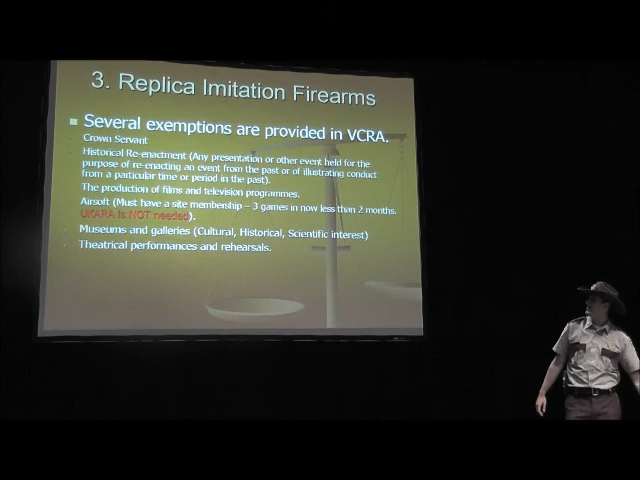 3. Replica Imitation Firearms
Several exemptions are provided in VCRA.
Crown Servant
Historical Re-enactment (Any presentation or other event held for the
purpose of re-enacting an event from the past or of illustrating conduct
from a particular time or period in the past).
The production of films and television programmes.
Airsoft (Must have a site membership – 3 games in now less than 2 months.
UKARA is NOT needed).
Museums and galleries (Cultural, Historical, Scientific interest)
Theatrical performances and rehearsals.